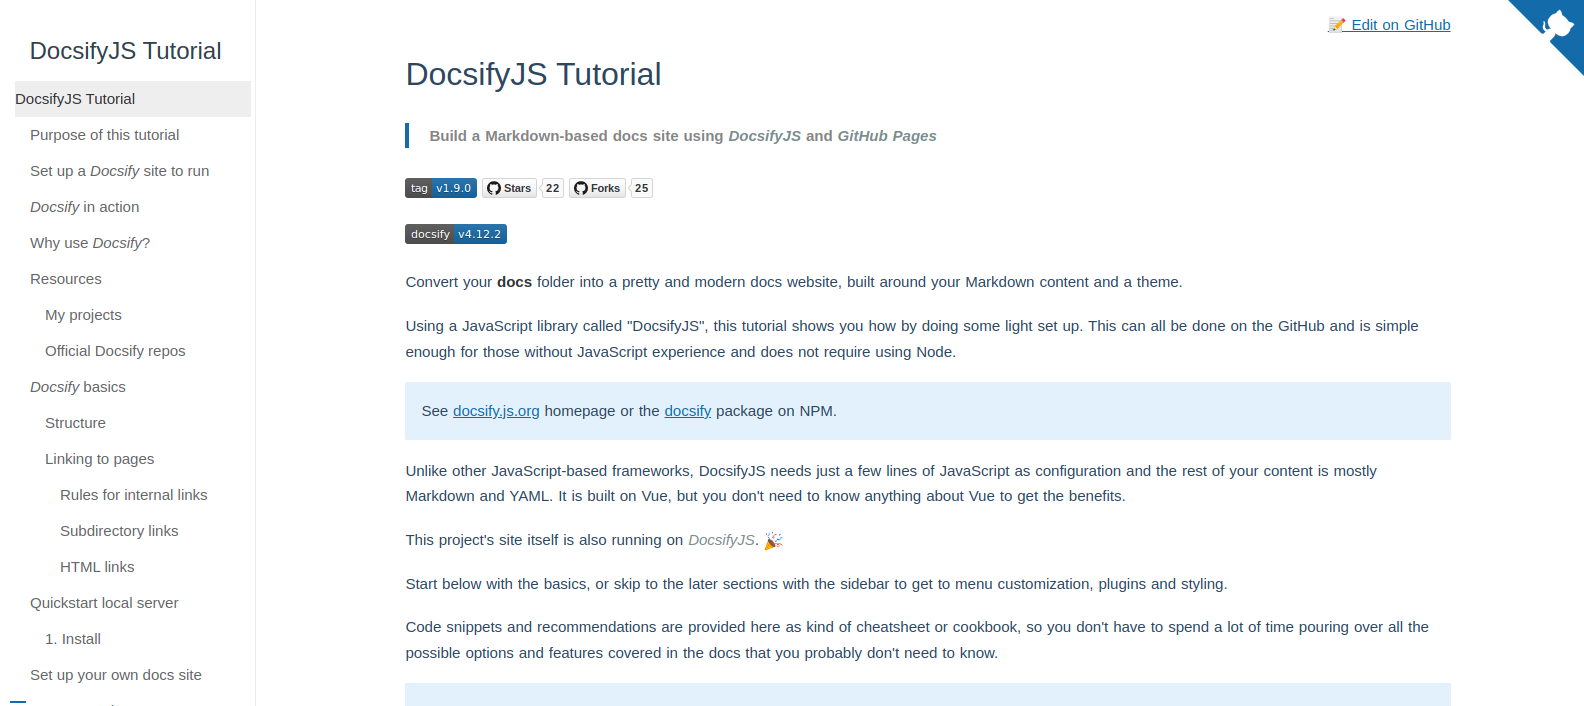 DocsifyJS Tutorial
DocsifyJS Tutorial
Purpose of this tutorial
Set up a Docsify site to run
Docsify in action
Why use Docsify?
Resources
My projects
Official Docsify repos
Docsify basics
Structure
Linking to pages
Rules for internal links
Subdirectory links
HTML links
Quickstart local server
1. Install
Set up your own docs site
📝 Edit on GitHub
DocsifyJS Tutorial
Build a Markdown-based docs site using DocsifyJS and GitHub Pages
tag v1.9.0 Stars 22 Forks 25
docsify v4.12.2
Convert your docs folder into a pretty and modern docs website, built around your Markdown content and a theme.
Using a JavaScript library called "DocsifyJS", this tutorial shows you how by doing some light set up. This can all be done on the GitHub and is simple
enough for those without JavaScript experience and does not require using Node.
See docsify.js.org homepage or the docsify package on NPM.
Unlike other JavaScript-based frameworks, DocsifyJS needs just a few lines of JavaScript as configuration and the rest of your content is mostly
Markdown and YAML. It is built on Vue, but you don't need to know anything about Vue to get the benefits.
This project's site itself is also running on DocsifyJS. 🎉
Start below with the basics, or skip to the later sections with the sidebar to get to menu customization, plugins and styling.
Code snippets and recommendations are provided here as kind of cheatsheet or cookbook, so you don't have to spend a lot of time pouring over all the
possible options and features covered in the docs that you probably don't need to know.